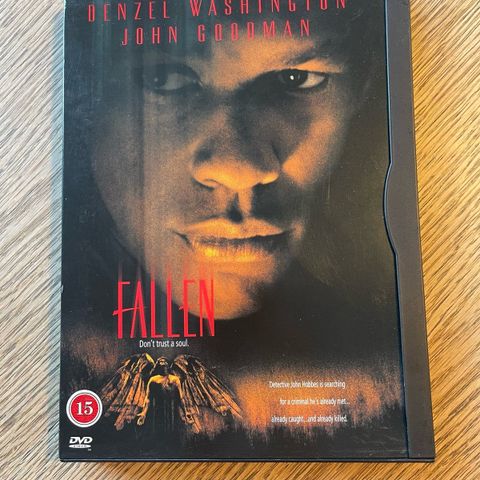 DENZEL WASHINGTON
JOHN GOODMAN
FALLEN
Don't trust a soul.
Detective John Hobbes is searching
for a criminal he's already met...
already caught...and already killed.
15
DVD